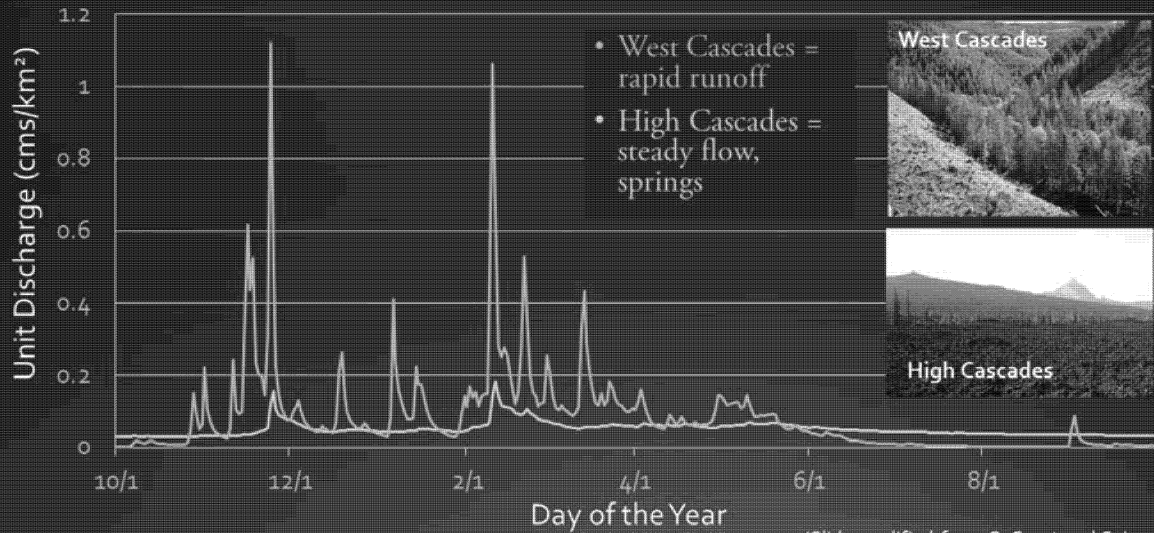 1.2
1
0.8
0.6
0.4
0.2
0
Unit Discharge (cms/km²)
• West Cascades =
rapid runoff
• High Cascades =
steady flow,
springs
West Cascades
High Cascades
10/1
12/1
2/1
4/1
6/1
8/1
Day of the Year